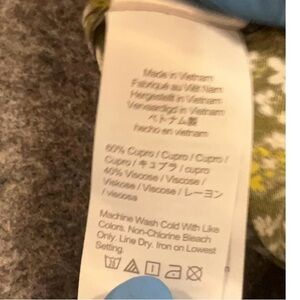 Made in Vietnam
Fabriqué au Viêt Nam
Hergestellt in Vietnam
Vervaardigd in Vietnam
ベトナム製
hecho en vietnam
60% Cupro / Cupro / Cupro /
Cupro / キュプラ / cupro
40% Viscose / Viscose /
Viskose / Viscose / レーヨン
/ viscosa
Machine Wash Cold With Like
Colors. Non-Chlorine Bleach
Only. Line Dry. Iron on Lowest
Setting.